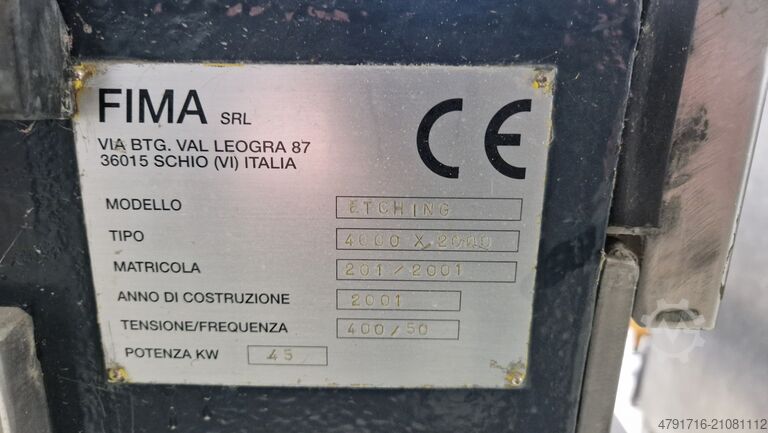 FIMA SRL
CE
VIA BTG. VAL LEOGRA 87
36015 SCHIO (VI) ITALIA
MODELLO ETCHING
TIPO 4000 X 2000
MATRICOLA 201/2001
ANNO DI COSTRUZIONE 2001
TENSIONE/FREQUENZA 400/50
POTENZA KW 45
4791716-21081112